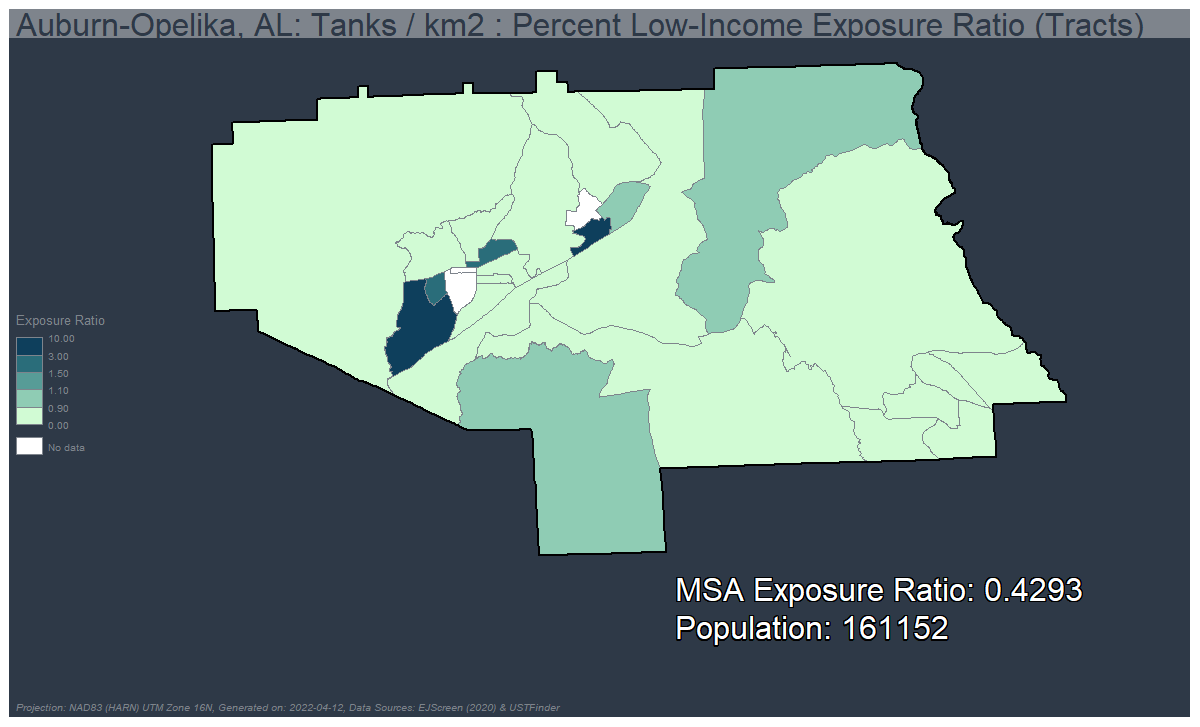 Auburn-Opelika, AL: Tanks / km2 : Percent Low-Income Exposure Ratio (Tracts)
Exposure Ratio
10.00
3.00
1.50
1.10
0.90
0.00
No data
MSA Exposure Ratio: 0.4293
Population: 161152
Projection: NAD83 (HARN) UTM Zone 16N, Generated on: 2022-04-12, Data Sources: EJScreen (2020) & USTFinder